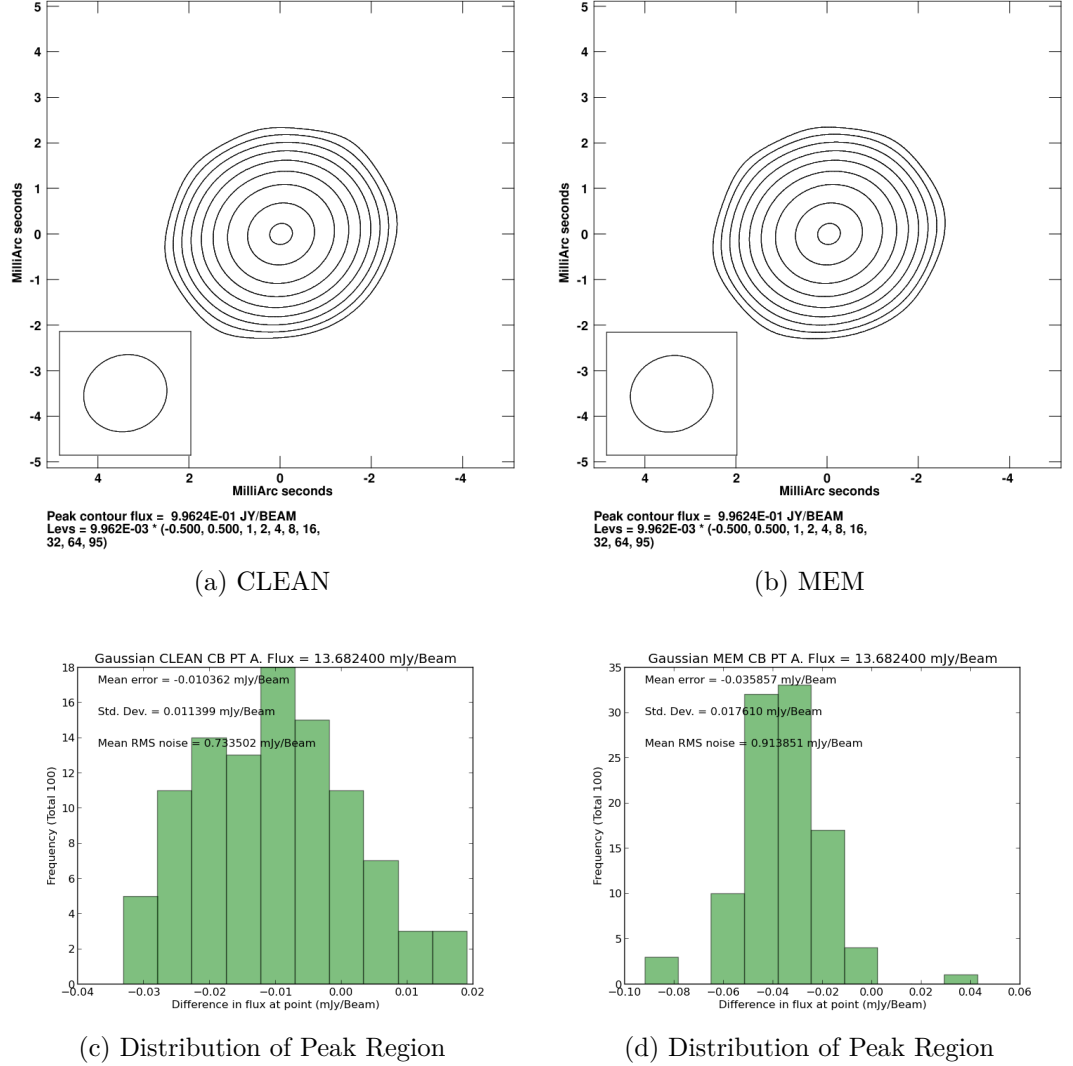 5
4
3
2
1
0
-1
-2
-3
-4
-5
MilliArc seconds
4 2 0 -2 -4
MilliArc seconds
Peak contour flux = 9.9624E-01 JY/BEAM
Levs = 9.962E-03 * (-0.500, 0.500, 1, 2, 4, 8, 16,
32, 64, 95)
(a) CLEAN
5
4
3
2
1
0
-1
-2
-3
-4
-5
MilliArc seconds
4 2 0 -2 -4
MilliArc seconds
Peak contour flux = 9.9624E-01 JY/BEAM
Levs = 9.962E-03 * (-0.500, 0.500, 1, 2, 4, 8, 16,
32, 64, 95)
(b) MEM
Gaussian CLEAN CB PT A. Flux = 13.682400 mJy/Beam
Mean error = -0.010362 mJy/Beam
Std. Dev. = 0.011399 mJy/Beam
Mean RMS noise = 0.733502 mJy/Beam
18
16
14
12
10
8
6
4
2
0
Frequency (Total 100)
−0.04 −0.03 −0.02 −0.01 0.00 0.01 0.02
Difference in flux at point (mJy/Beam)
(c) Distribution of Peak Region
Gaussian MEM CB PT A. Flux = 13.682400 mJy/Beam
Mean error = -0.035857 mJy/Beam
Std. Dev. = 0.017610 mJy/Beam
Mean RMS noise = 0.913851 mJy/Beam
35
30
25
20
15
10
5
0
Frequency (Total 100)
−0.10 −0.08 −0.06 −0.04 −0.02 0.00 0.02 0.04 0.06
Difference in flux at point (mJy/Beam)
(d) Distribution of Peak Region